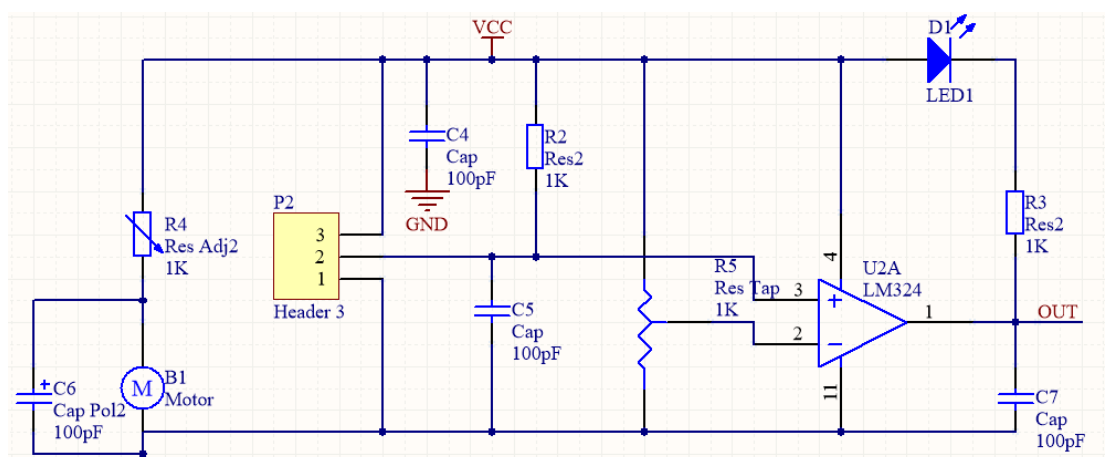 VCC
D1
LED1
C4
Cap
100pF
GND
R2
Res2
1K
R3
Res2
1K
R4
Res Adj2
1K
P2
3
2
1
Header 3
R5
Res Tap
1K
4
U2A
LM324
3
+
2
−
1
OUT
11
C5
Cap
100pF
+
C6
Cap Pol2
100pF
M
B1
Motor
C7
Cap
100pF